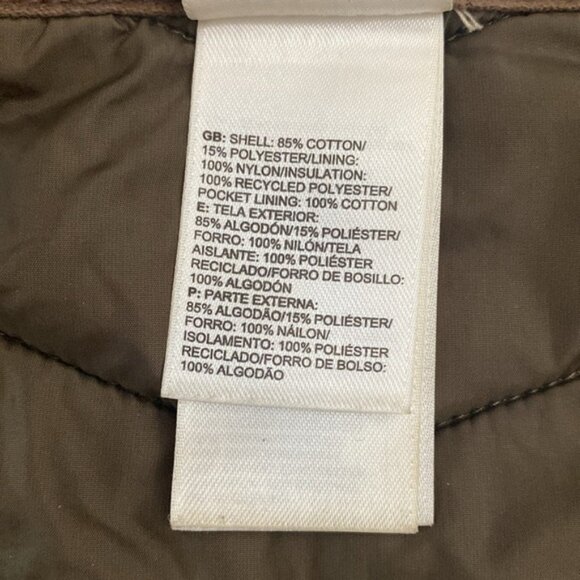 GB: SHELL: 85% COTTON/
15% POLYESTER/LINING:
100% NYLON/INSULATION:
100% RECYCLED POLYESTER/
POCKET LINING: 100% COTTON
E: TELA EXTERIOR:
85% ALGODÓN/15% POLIÉSTER/
FORRO: 100% NILÓN/TELA
AISLANTE: 100% POLIÉSTER
RECICLADO/FORRO DE BOSILLO:
100% ALGODÓN
P: PARTE EXTERNA:
85% ALGODÃO/15% POLIÉSTER/
FORRO: 100% NÁILON/
ISOLAMENTO: 100% POLIÉSTER
RECICLADO/FORRO DE BOLSO:
100% ALGODÃO